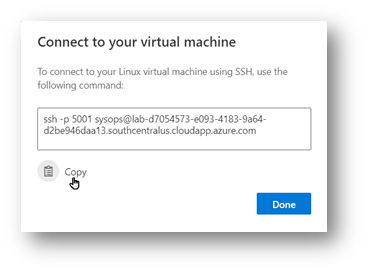 Connect to your virtual machine
To connect to your Linux virtual machine using SSH, use the
following command:
ssh -p 5001 sysops@lab-d7054573-e093-4183-9a64-
d2be946daa13.southcentralus.cloudapp.azure.com
Copy
Done